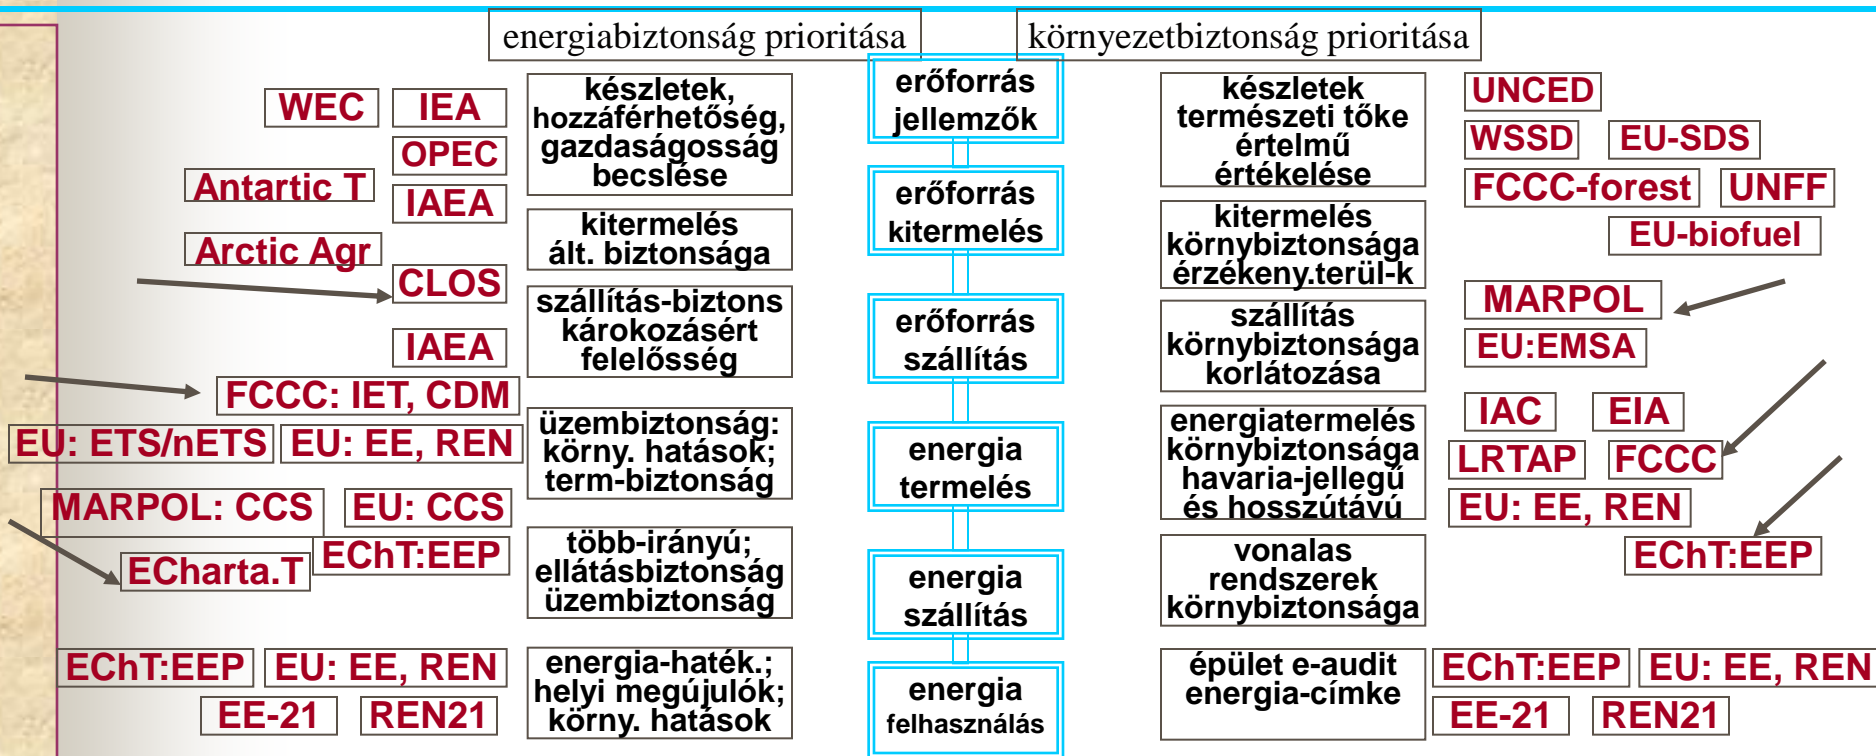 energiabiztonság prioritása
környezetbiztonság prioritása
WEC
IEA
OPEC
Antartic T
IAEA
Arctic Agr
CLOS
IAEA
FCCC: IET, CDM
EU: ETS/nETS
EU: EE, REN
MARPOL: CCS
EU: CCS
ECharta.T
EChT:EEP
EChT:EEP
EU: EE, REN
EE-21
REN21
készletek,
hozzáférhetőség,
gazdaságosság
becslése
kitermelés
ált. biztonsága
szállítás-biztons
károkozásért
felelősség
üzembiztonság:
körny. hatások;
term-biztonság
több-irányú;
ellátásbiztonság
üzembiztonság
energia-haték.;
helyi megújulók;
körny. hatások
erőforrás
jellemzők
erőforrás
kitermelés
erőforrás
szállítás
energia
termelés
energia
szállítás
energia
felhasználás
készletek
természeti tőke
értelmű
értékelése
kitermelés
környbiztonsága
érzékeny.terül-k
szállítás
környbiztonsága
korlátozása
energiatermelés
környbiztonsága
havaria-jellegű
és hosszútávú
vonalas
rendszerek
környbiztonsága
épület e-audit
energia-címke
UNCED
WSSD
EU-SDS
FCCC-forest
UNFF
EU-biofuel
MARPOL
EU:EMSA
IAC
EIA
LRTAP
FCCC
EU: EE, REN
EChT:EEP
EChT:EEP
EU: EE, REN
EE-21
REN21